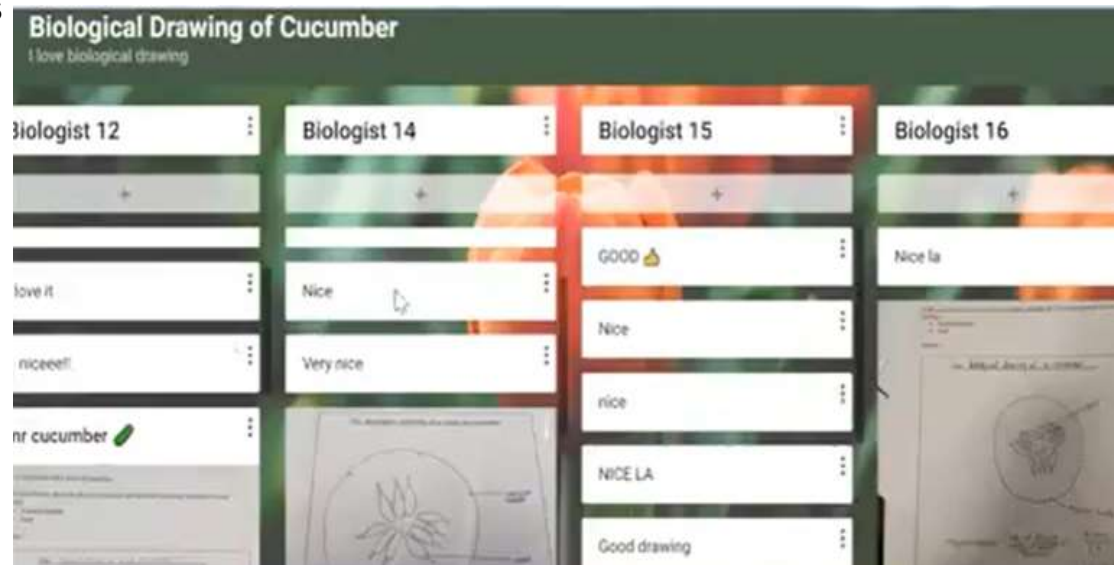 Biological Drawing of Cucumber
I love biological drawing
Biologist 12
Biologist 14
Biologist 15
Biologist 16
+
+
+
+
love it
niceee!!
nr cucumber
Nice
Very nice
GOOD 👍
Nice
nice
NICE LA
Good drawing
Nice la